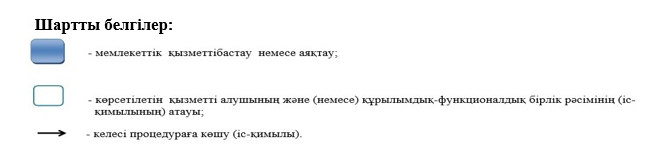 Шартты белгілер:
- мемлекеттік қызметтібастау немесе аяқтау;
- көрсетілетін қызметті алушының және (немесе) құрылымдық-функционалдық бірлік рәсімінің (іс-
қимылының) атауы;
- келесі процедураға көшу (іс-қимылы).